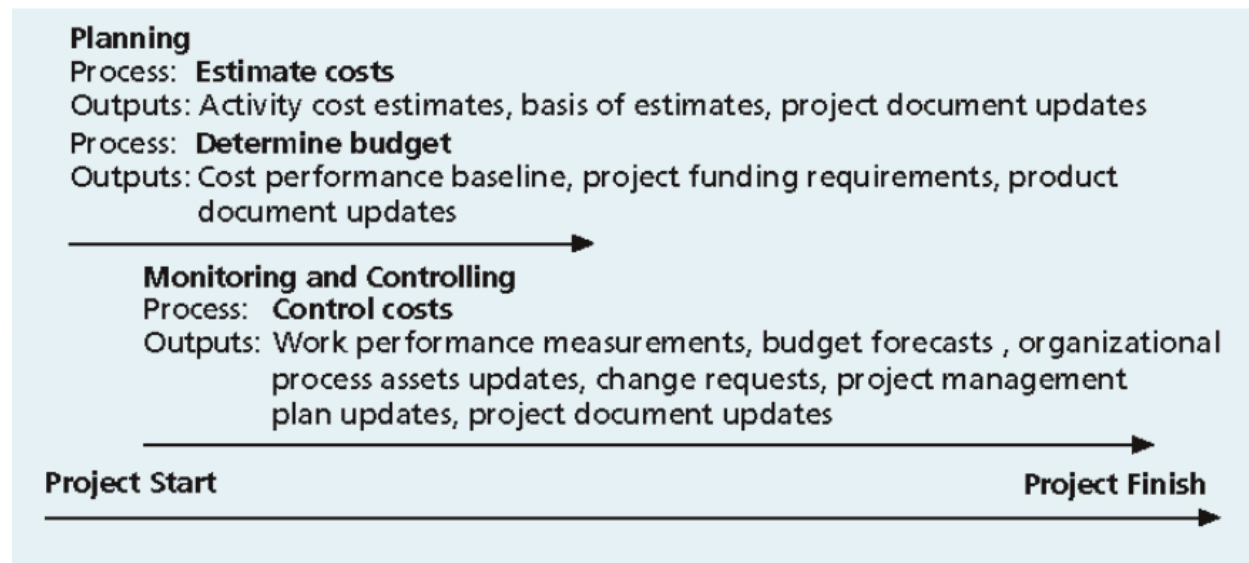 Planning
Process: Estimate costs
Outputs: Activity cost estimates, basis of estimates, project document updates
Process: Determine budget
Outputs: Cost performance baseline, project funding requirements, product
document updates
Monitoring and Controlling
Process: Control costs
Outputs: Work performance measurements, budget forecasts , organizational
process assets updates, change requests, project management
plan updates, project document updates
Project Start Project Finish